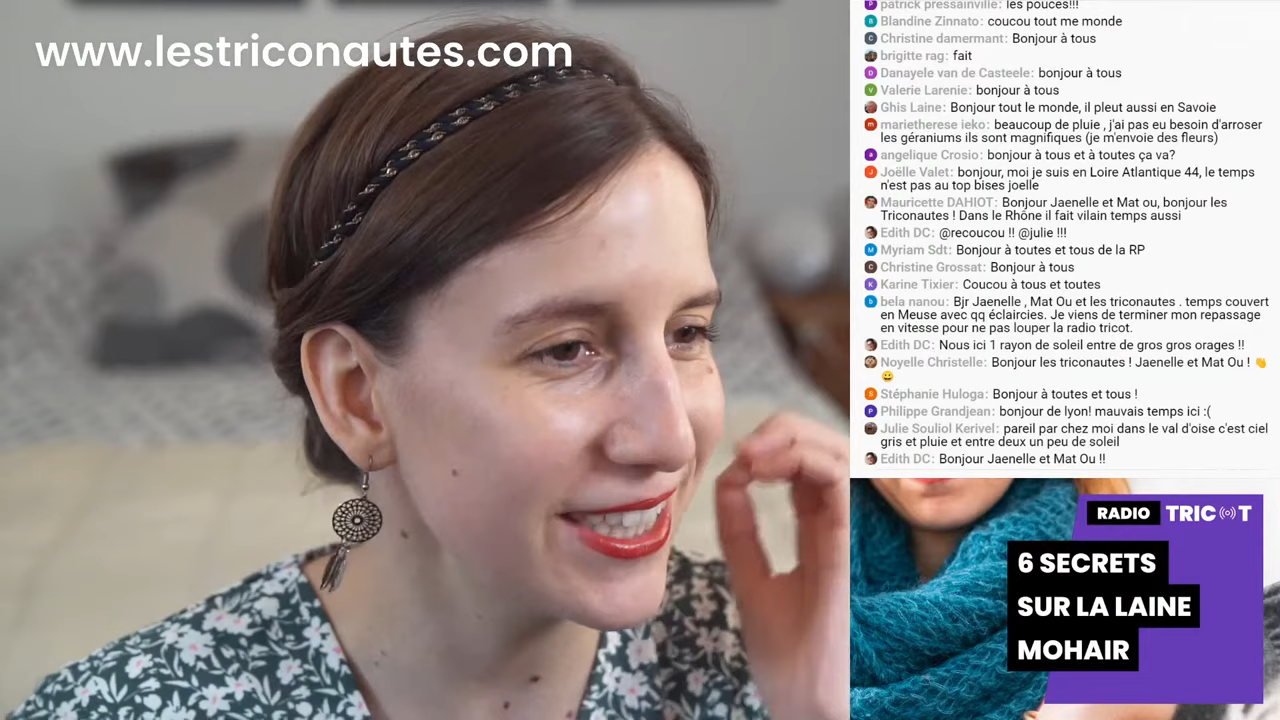 www.lestriconautes.com
patrick pressainville: les pouces!!!
Blandine Zinnato: coucou tout me monde
Christine damermant: Bonjour à tous
brigitte rag: fait
Danayele van de Casteele: bonjour à tous
Valerie Larenie: bonjour à tous
Ghis Laine: Bonjour tout le monde, il pleut aussi en Savoie
marietherese ieko: beaucoup de pluie , j'ai pas eu besoin d'arroser
les géraniums ils sont magnifiques (je m'envoie des fleurs)
angelique Crosio: bonjour à tous et à toutes ça va?
Joëlle Valet: bonjour, moi je suis en Loire Atlantique 44, le temps
n'est pas au top bises joelle
Mauricette DAHIOT: Bonjour Jaenelle et Mat ou, bonjour les
Triconautes ! Dans le Rhône il fait vilain temps aussi
Edith DC: @recoucou !! @julie !!!
Myriam Sdt: Bonjour à toutes et tous de la RP
Christine Grossat: Bonjour à tous
Karine Tixier: Coucou à tous et toutes
bela nanou: Bjr Jaenelle , Mat Ou et les triconautes . temps couvert
en Meuse avec qq éclaircies. Je viens de terminer mon repassage
en vitesse pour ne pas louper la radio tricot.
Edith DC: Nous ici 1 rayon de soleil entre de gros gros orages !!
Noyelle Christelle: Bonjour les triconautes ! Jaenelle et Mat Ou ! 👏
😀
Stéphanie Huloga: Bonjour à toutes et tous !
Philippe Grandjean: bonjour de lyon! mauvais temps ici :(
Julie Souliol Kerivel: pareil par chez moi dans le val d'oise c'est ciel
gris et pluie et entre deux un peu de soleil
Edith DC: Bonjour Jaenelle et Mat Ou !!
RADIO TRICOT
6 SECRETS
SUR LA LAINE
MOHAIR